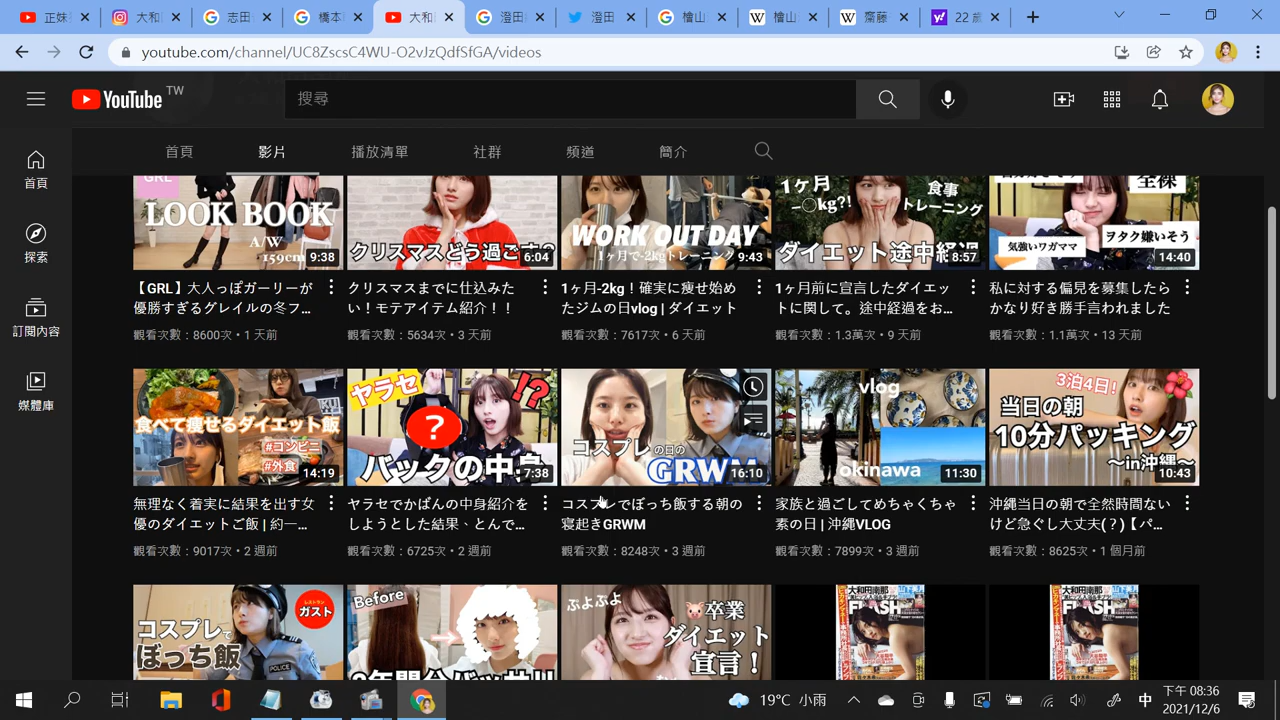 正妹
大和
志田
橋本
大和
澄田
澄田
檜山
檜山
齋藤
22 歲
youtube.com/channel/UC8ZscsC4WU-O2vJzQdfSfGA/videos
YouTube TW
搜尋
首頁
影片
播放清單
社群
頻道
簡介
首頁
探索
訂閱內容
媒體庫
GRL
LOOK BOOK
A/W
159cm
9:38
クリスマスどう過ごす?
6:04
WORK OUT DAY
1ヶ月で-2kgトレーニング
9:43
1ヶ月
-○kg?!
食事
トレーニング
ダイエット途中経過
8:57
全保
気強いワガママ
ヲタク嫌いそう
14:40
【GRL】大人っぽガーリーが
優勝すぎるグレイルの冬フ...
觀看次數：8600次 • 1 天前
クリスマスまでに仕込みた
い！モテアイテム紹介！！
觀看次數：5634次 • 3 天前
1ヶ月-2kg！確実に痩せ始め
たジムの日vlog | ダイエット
觀看次數：7617次 • 6 天前
1ヶ月前に宣言したダイエッ
トに関して。途中経過をお...
觀看次數：1.3萬次 • 9 天前
私に対する偏見を募集したら
かなり好き勝手言われました
觀看次數：1.1萬次 • 13 天前
食べて痩せるダイエット飯
#コンビニ
#外食
14:19
ヤラセ
!?
?
バックの中身
7:38
コスプレの日の
GRWM
16:10
vlog
okinawa
11:30
3泊4日!
当日の朝
10分パッキング
〜in沖縄〜
10:43
無理なく着実に結果を出す女
優のダイエットご飯 | 約一...
觀看次數：9017次 • 2 週前
ヤラセでかばんの中身紹介を
しようとした結果、とんで...
觀看次數：6725次 • 2 週前
コスプレでぼっち飯する朝の
寝起きGRWM
觀看次數：8248次 • 3 週前
家族と過ごしてめちゃくちゃ
素の日 | 沖縄VLOG
觀看次數：7899次 • 3 週前
沖縄当日の朝で全然時間ない
けど急ぐし大丈夫(？)【パ...
觀看次數：8625次 • 1 個月前
コスプレで
ぼっち飯
ガスト
POLICE
Before
ぷよぷよ
卒業
ダイエット
宣言！
大和田南那
FLASH
大和田南那
FLASH
19°C 小雨
中
下午 08:36
2021/12/6